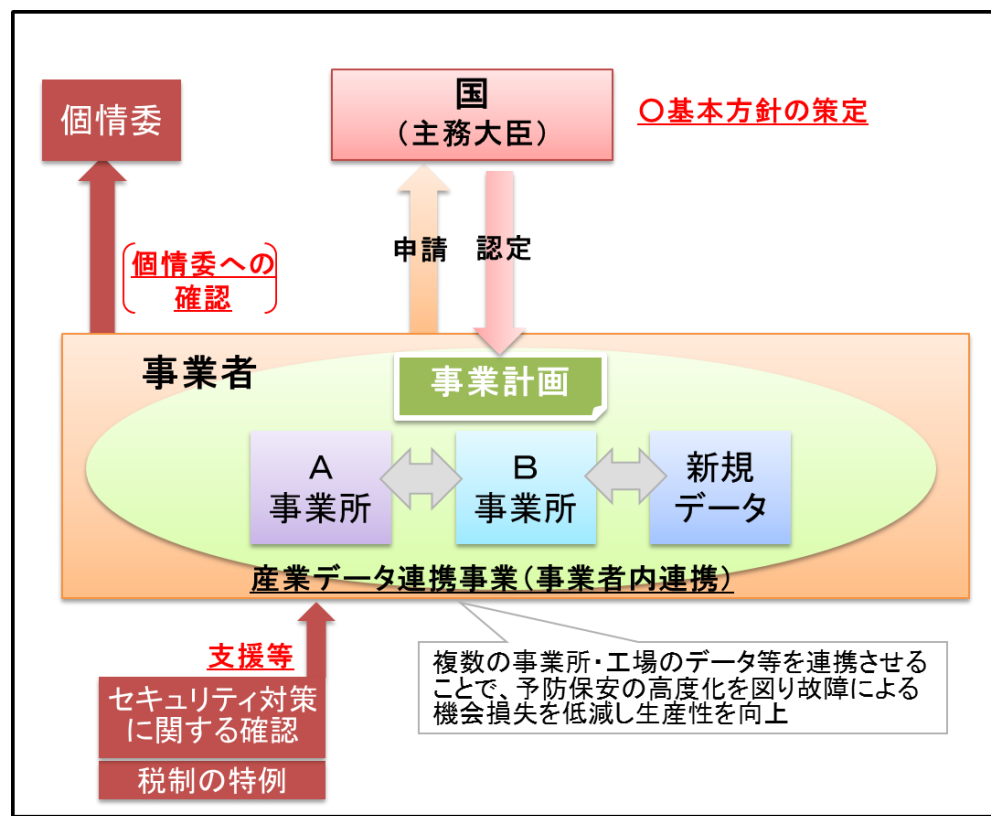 個情委
国
（主務大臣）
〇基本方針の策定
申請
認定
個情委への
確認
事業者
事業計画
Ａ
事業所
Ｂ
事業所
新規
データ
産業データ連携事業（事業者内連携）
支援等
セキュリティ対策
に関する確認
税制の特例
複数の事業所・工場のデータ等を連携させる
ことで、予防保安の高度化を図り故障による
機会損失を低減し生産性を向上